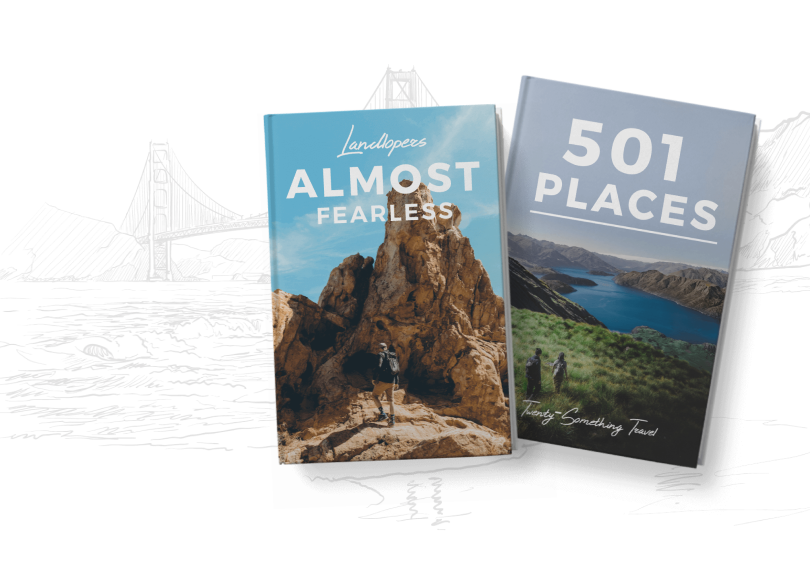 Landlopers
ALMOST
FEARLESS
501
PLACES
Twenty-Something Travel